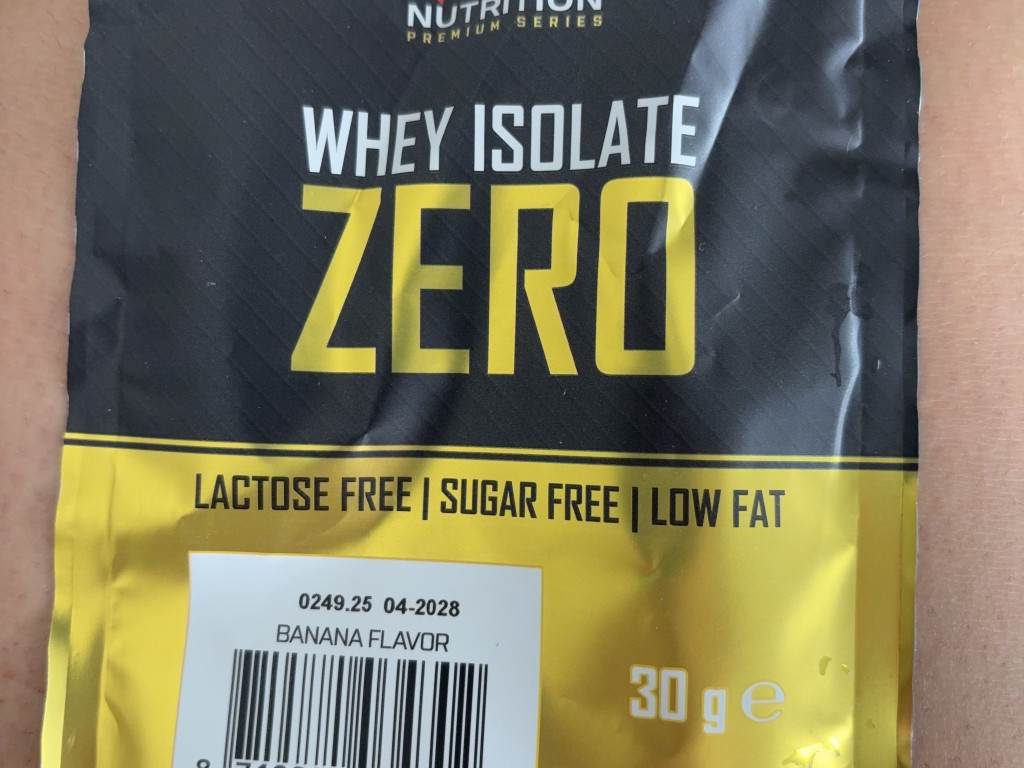 NUTRITION
PREMIUM SERIES
WHEY ISOLATE
ZERO
LACTOSE FREE | SUGAR FREE | LOW FAT
0249.25 04-2028
BANANA FLAVOR
30 g ℮
8